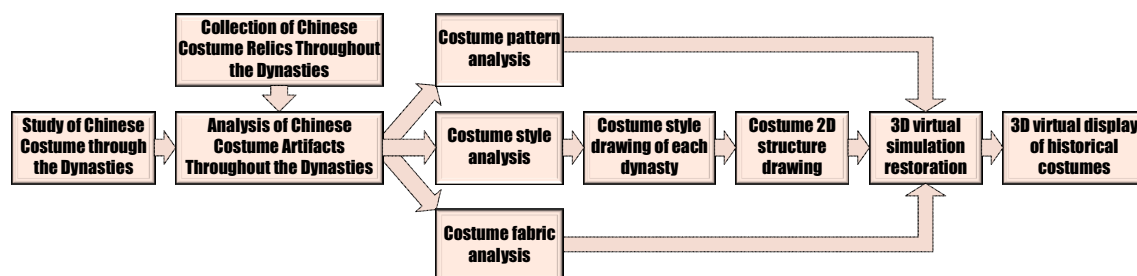 Collection of Chinese
Costume Relics Throughout
the Dynasties
Costume pattern
analysis
Study of Chinese
Costume through
the Dynasties
Analysis of Chinese
Costume Artifacts
Throughout the Dynasties
Costume style
analysis
Costume style
drawing of each
dynasty
Costume 2D
structure
drawing
3D virtual
simulation
restoration
3D virtual display
of historical
costumes
Costume fabric
analysis